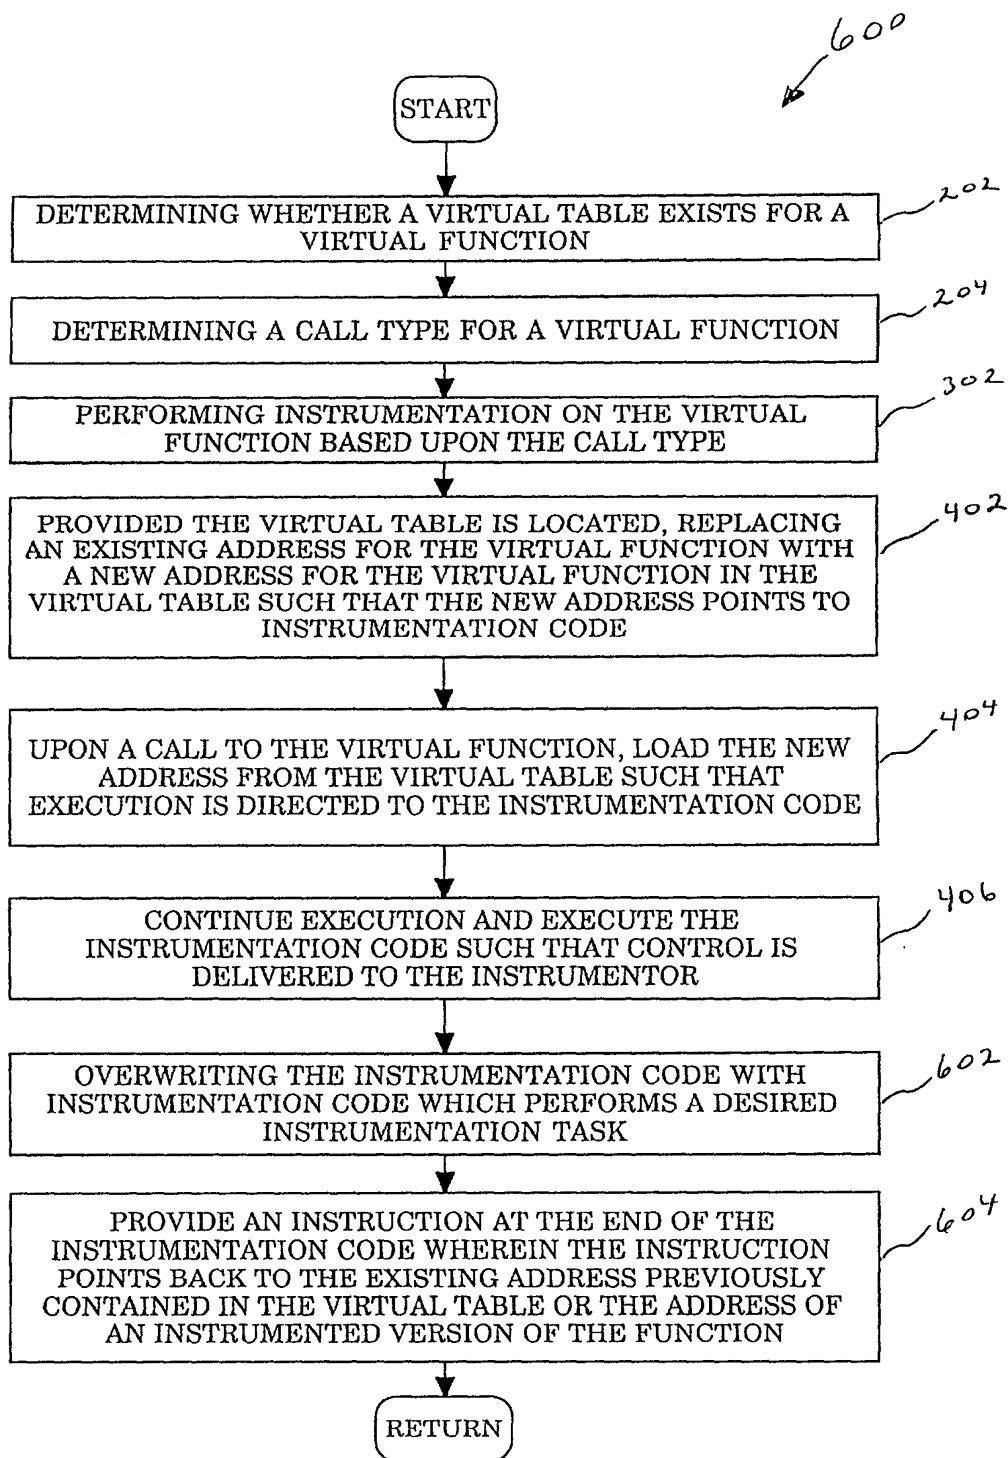 600
START
DETERMINING WHETHER A VIRTUAL TABLE EXISTS FOR A
VIRTUAL FUNCTION
202
DETERMINING A CALL TYPE FOR A VIRTUAL FUNCTION
204
PERFORMING INSTRUMENTATION ON THE VIRTUAL
FUNCTION BASED UPON THE CALL TYPE
302
PROVIDED THE VIRTUAL TABLE IS LOCATED, REPLACING
AN EXISTING ADDRESS FOR THE VIRTUAL FUNCTION WITH
A NEW ADDRESS FOR THE VIRTUAL FUNCTION IN THE
VIRTUAL TABLE SUCH THAT THE NEW ADDRESS POINTS TO
INSTRUMENTATION CODE
402
UPON A CALL TO THE VIRTUAL FUNCTION, LOAD THE NEW
ADDRESS FROM THE VIRTUAL TABLE SUCH THAT
EXECUTION IS DIRECTED TO THE INSTRUMENTATION CODE
404
CONTINUE EXECUTION AND EXECUTE THE
INSTRUMENTATION CODE SUCH THAT CONTROL IS
DELIVERED TO THE INSTRUMENTOR
406
OVERWRITING THE INSTRUMENTATION CODE WITH
INSTRUMENTATION CODE WHICH PERFORMS A DESIRED
INSTRUMENTATION TASK
602
PROVIDE AN INSTRUCTION AT THE END OF THE
INSTRUMENTATION CODE WHEREIN THE INSTRUCTION
POINTS BACK TO THE EXISTING ADDRESS PREVIOUSLY
CONTAINED IN THE VIRTUAL TABLE OR THE ADDRESS OF
AN INSTRUMENTED VERSION OF THE FUNCTION
604
RETURN